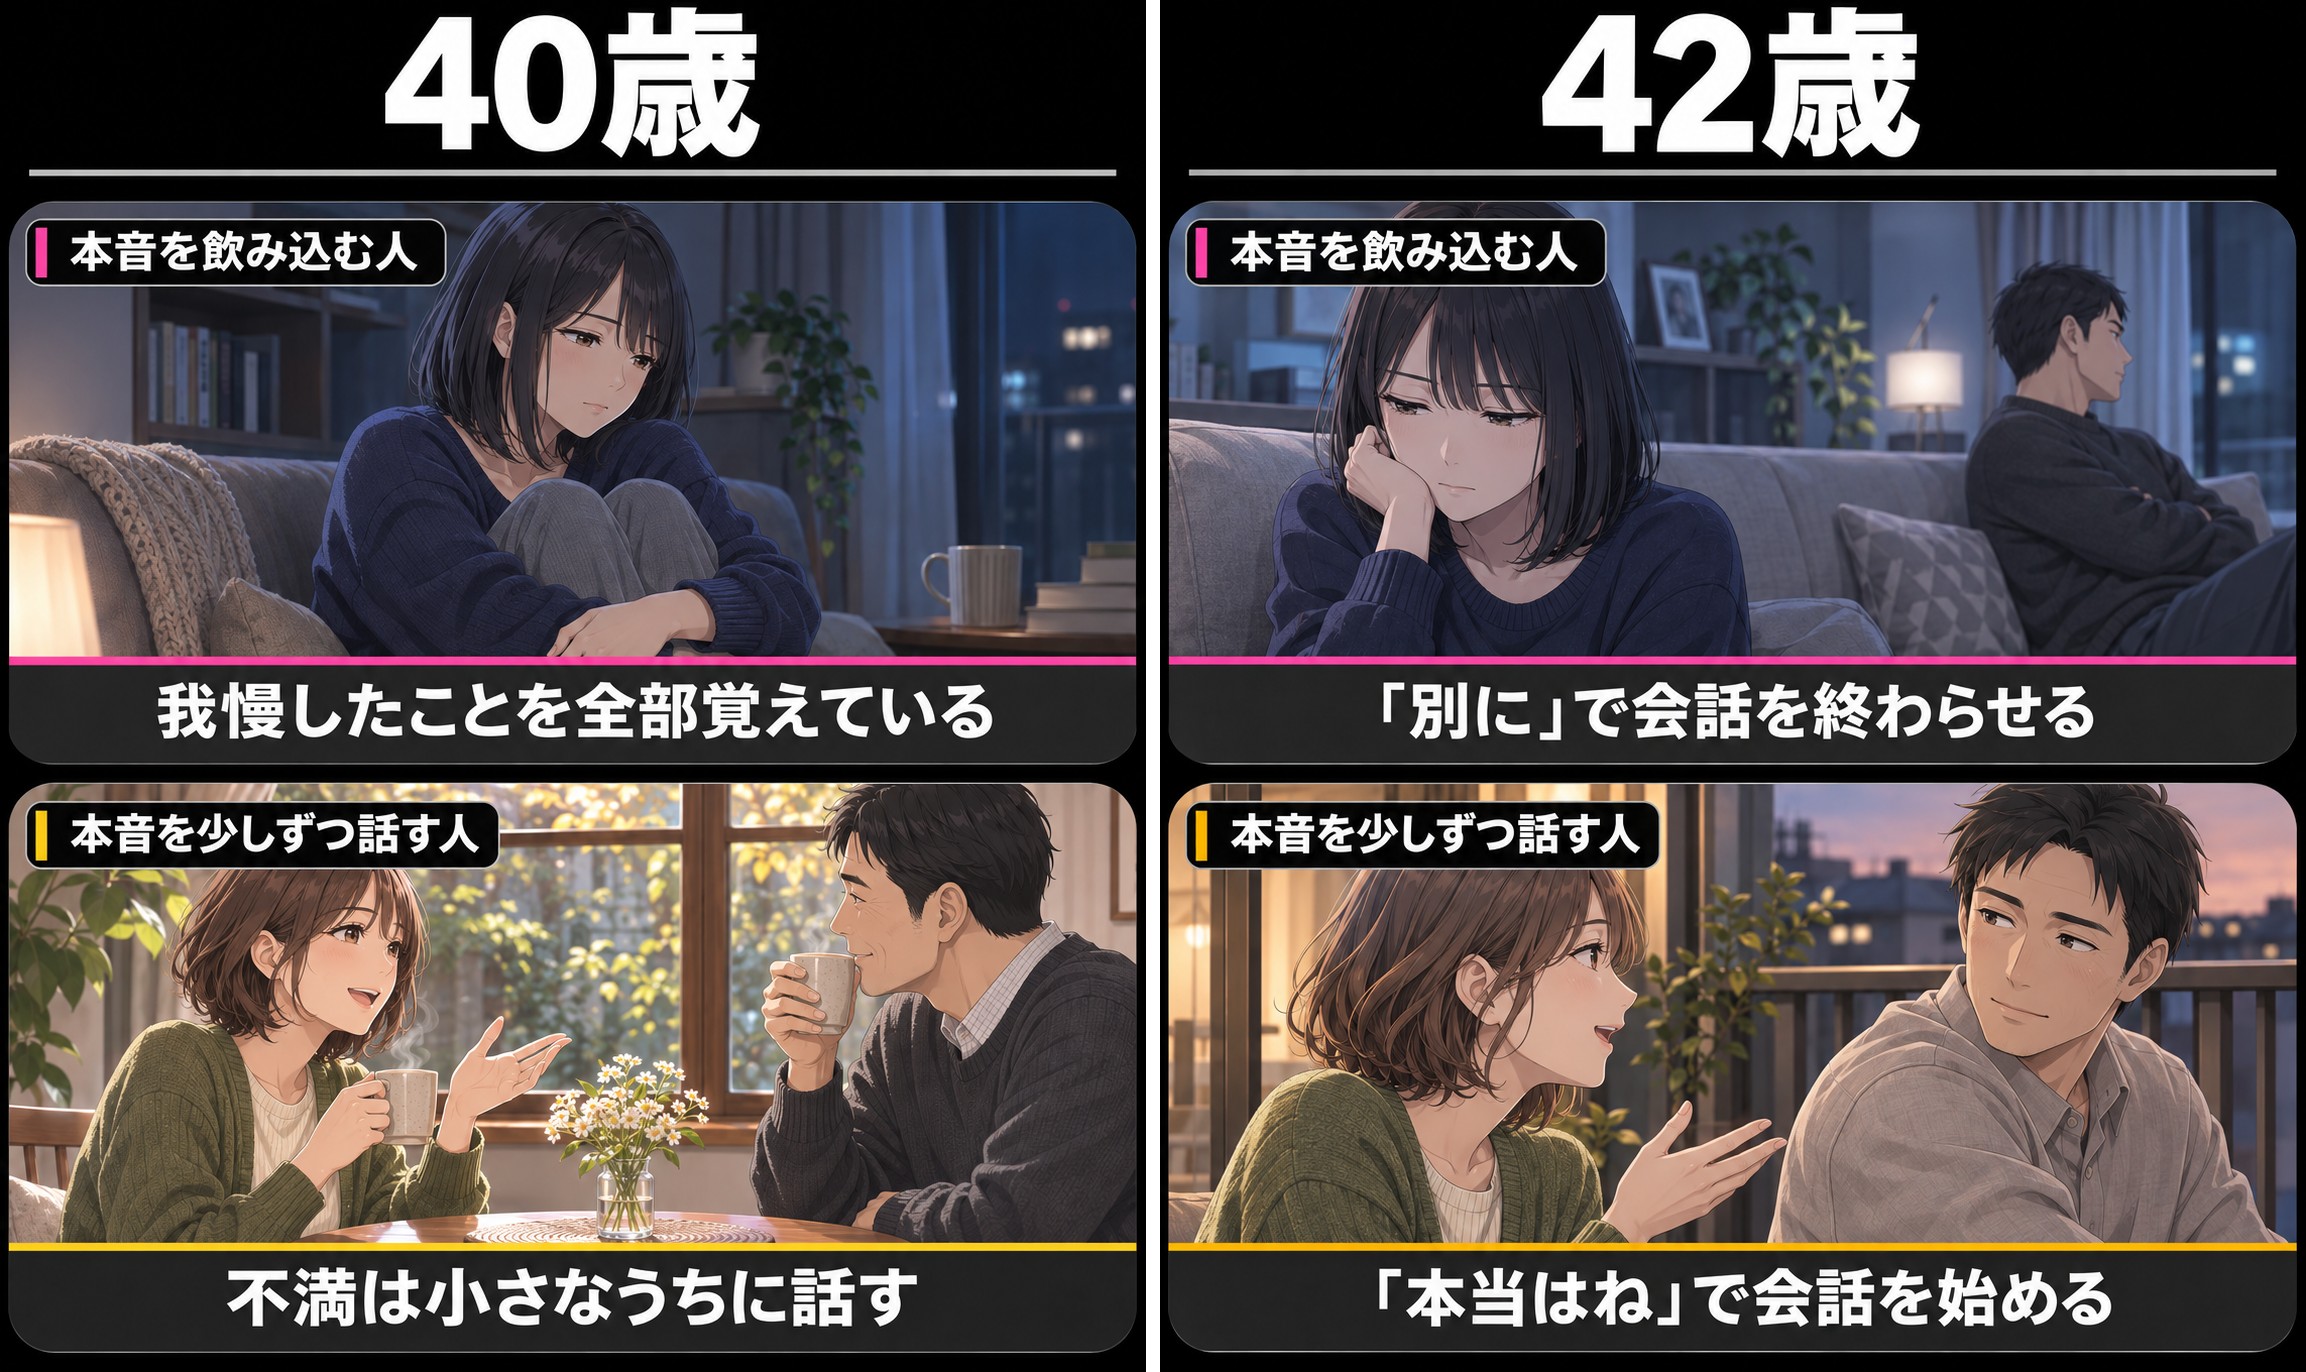 40歳
本音を飲み込む人
我慢したことを全部覚えている
本音を少しずつ話す人
不満は小さなうちに話す
42歳
本音を飲み込む人
「別に」で会話を終わらせる
本音を少しずつ話す人
「本当はね」で会話を始める